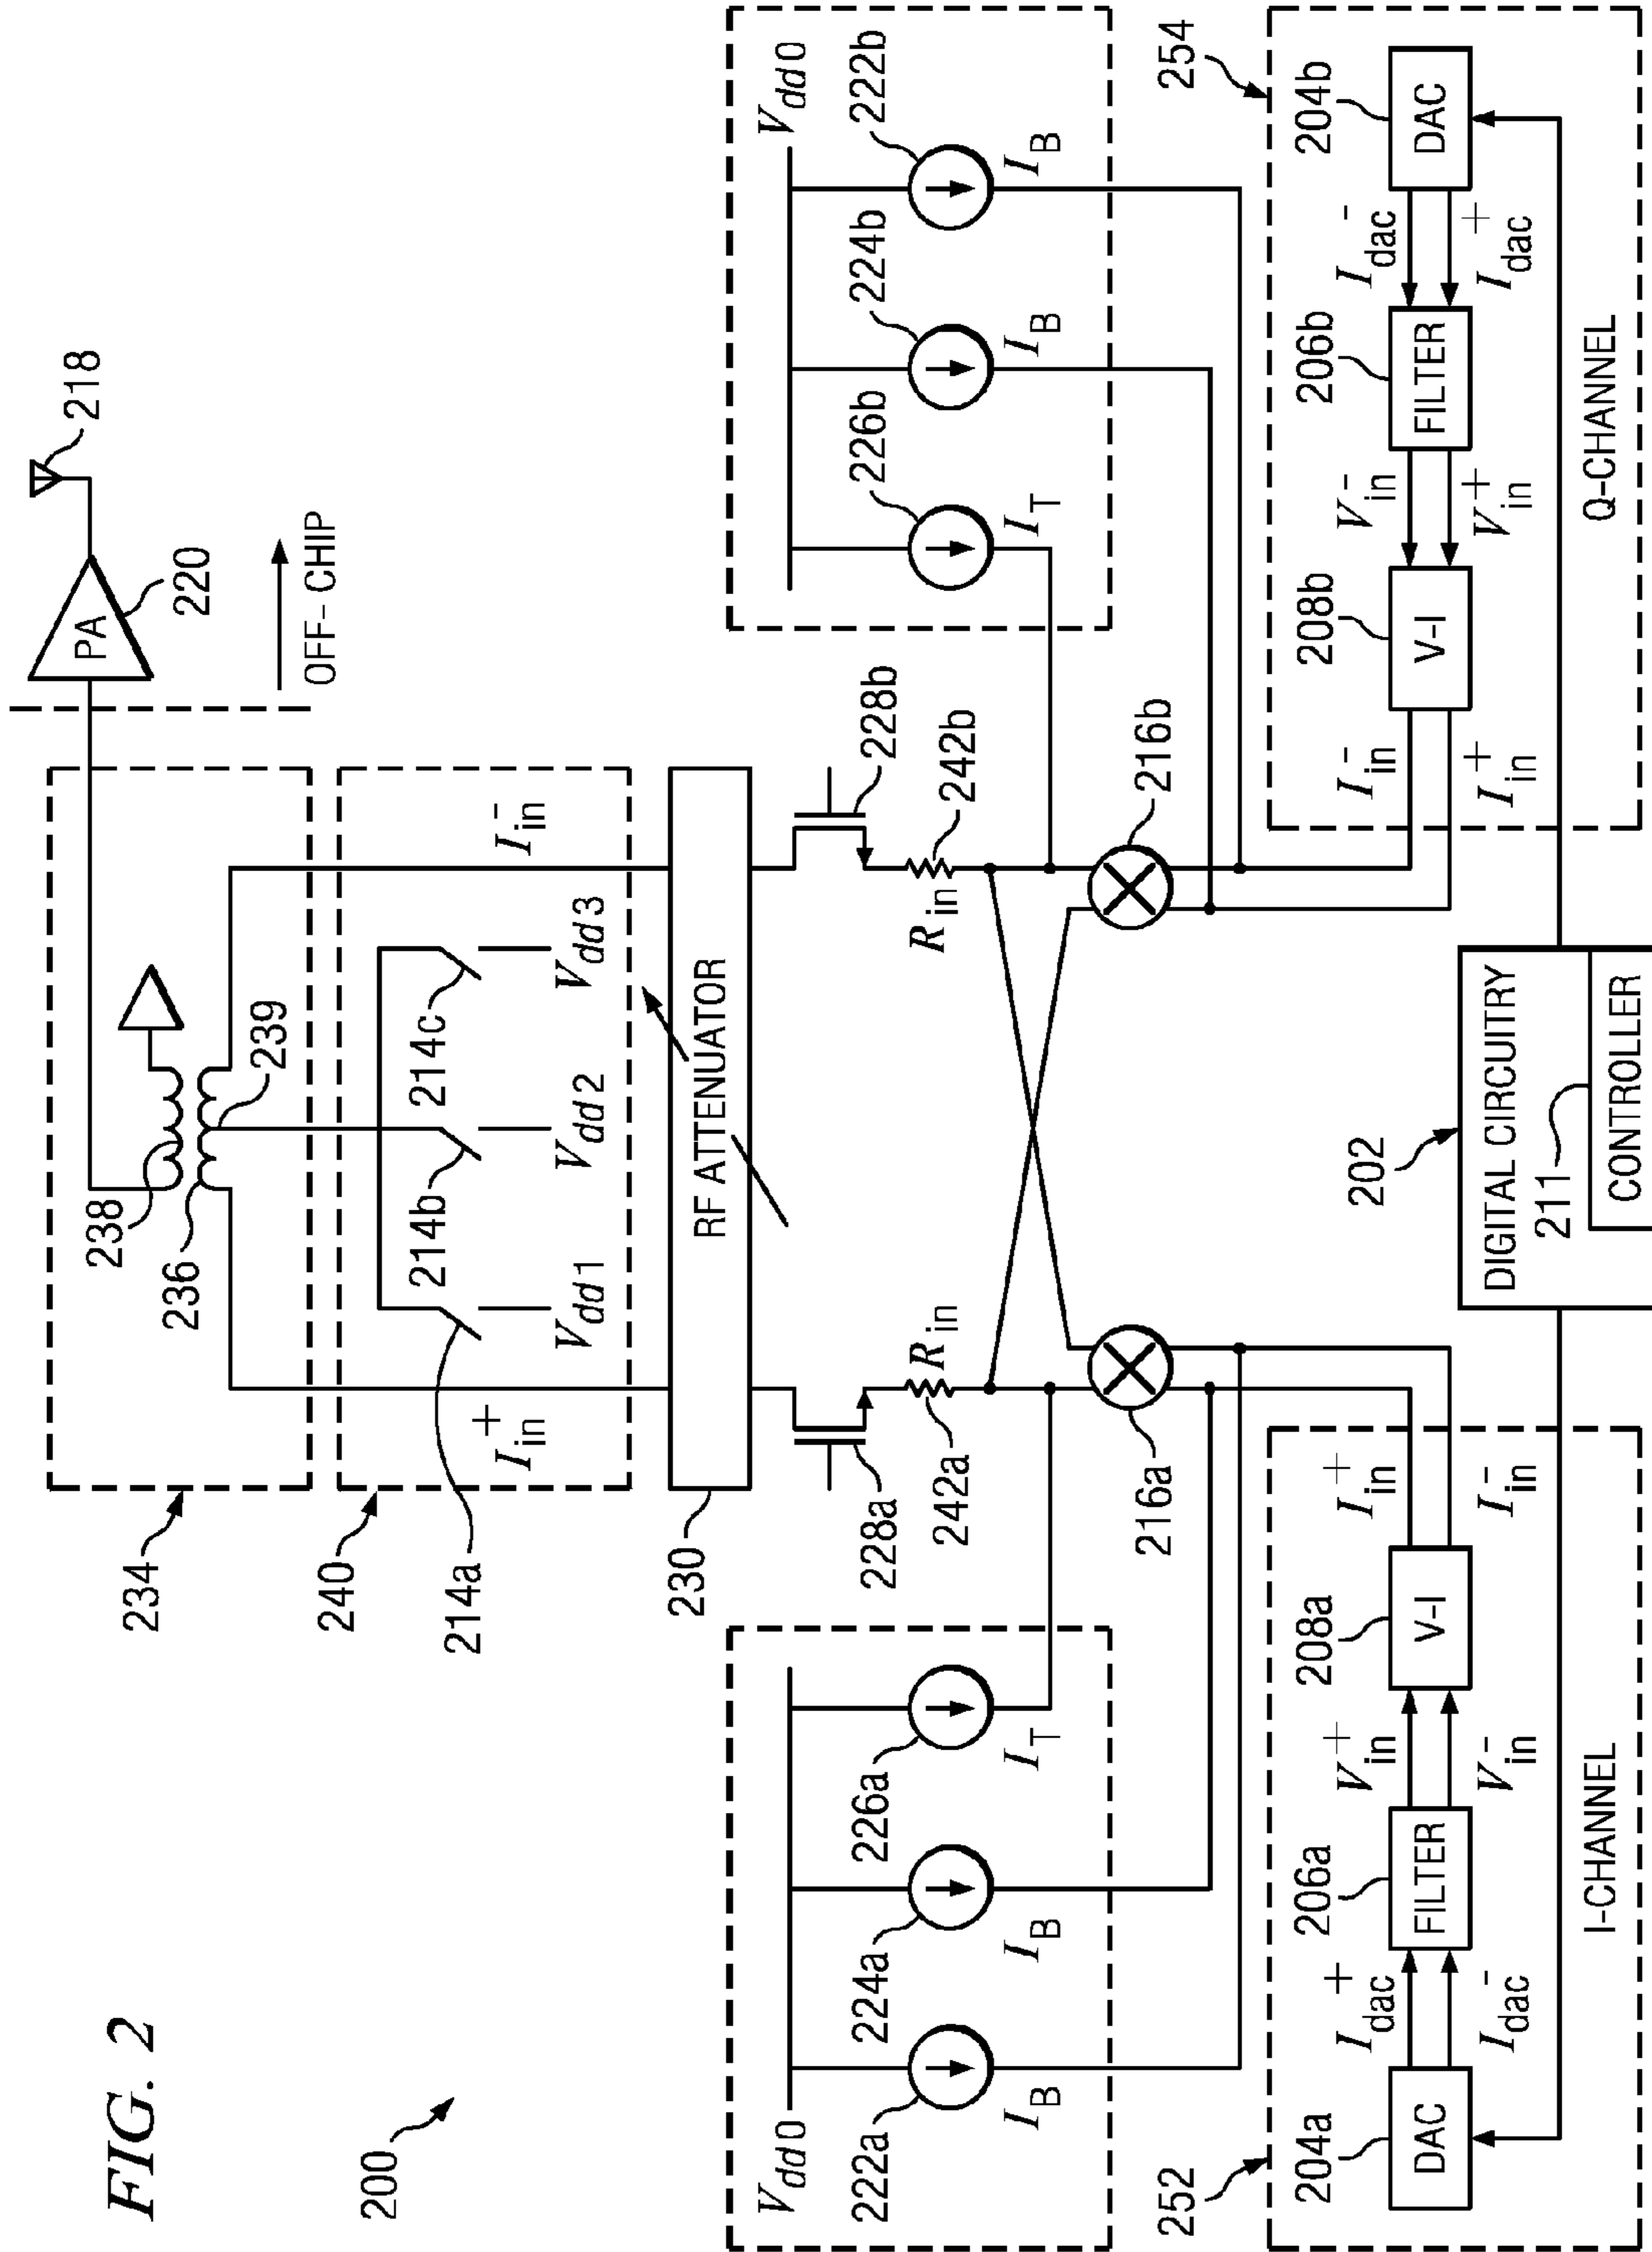 FIG. 2
200
234
238
236
239
PA
220
218
OFF- CHIP
240
214a
214b
214c
V_dd1
V_dd2
V_dd3
I_in^+
I_in^-
230
RF ATTENUATOR
228a
228b
242a
R_in
R_in
242b
V_dd0
222a
I_B
224a
I_B
226a
I_T
V_dd0
226b
I_T
224b
I_B
222b
I_B
216a
216b
252
204a
DAC
I_dac^+
I_dac^-
206a
FILTER
V_in^+
V_in^-
208a
V-I
I_in^+
I_in^-
I-CHANNEL
202
DIGITAL CIRCUITRY
211
CONTROLLER
254
I_in^-
I_in^+
208b
V-I
V_in^-
V_in^+
206b
FILTER
I_dac^-
I_dac^+
204b
DAC
Q-CHANNEL